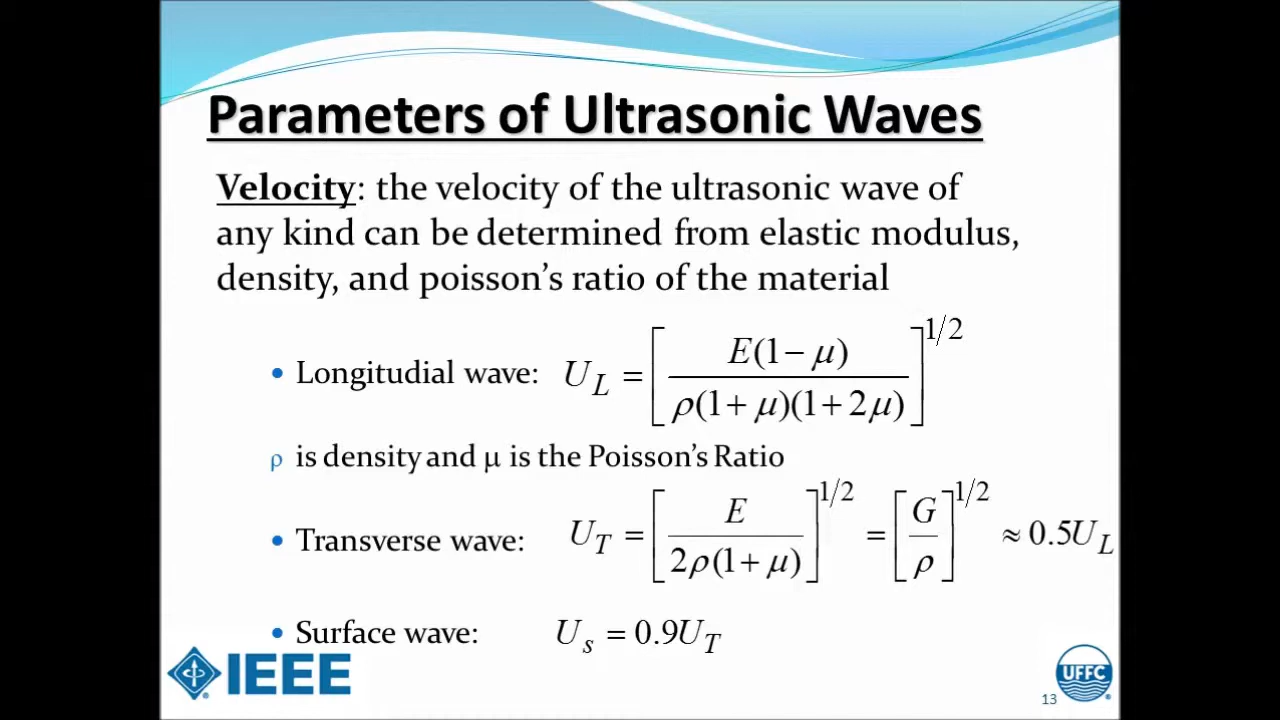 Parameters of Ultrasonic Waves
Velocity: the velocity of the ultrasonic wave of
any kind can be determined from elastic modulus,
density, and poisson's ratio of the material
• Longitudial wave: U_L = [E(1−μ) / ρ(1+μ)(1+2μ)]^1/2
ρ is density and μ is the Poisson's Ratio
• Transverse wave: U_T = [E / 2ρ(1+μ)]^1/2 = [G / ρ]^1/2 ≈ 0.5U_L
• Surface wave: U_s = 0.9U_T
IEEE
UFFC
13